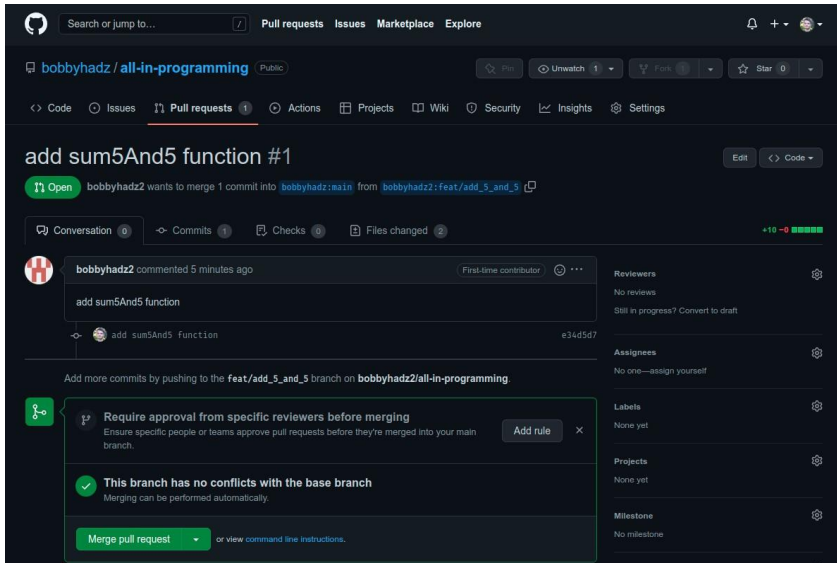 Search or jump to... /
Pull requests Issues Marketplace Explore
bobbyhadz / all-in-programming Public
Pin Unwatch 1 Fork Star 0
Code Issues Pull requests 1 Actions Projects Wiki Security Insights Settings
add sum5And5 function #1
Edit <> Code
Open bobbyhadz2 wants to merge 1 commit into bobbyhadz:main from bobbyhadz2:feat/add_5_and_5
Conversation 0 Commits 1 Checks 0 Files changed 2
+10 −0
bobbyhadz2 commented 5 minutes ago First-time contributor ...
add sum5And5 function
add sum5And5 function e34d5d7
Add more commits by pushing to the feat/add_5_and_5 branch on bobbyhadz2/all-in-programming.
Require approval from specific reviewers before merging
Ensure specific people or teams approve pull requests before they're merged into your main
branch.
Add rule
This branch has no conflicts with the base branch
Merging can be performed automatically.
Merge pull request or view command line instructions.
Reviewers
No reviews
Still in progress? Convert to draft
Assignees
No one—assign yourself
Labels
None yet
Projects
None yet
Milestone
No milestone